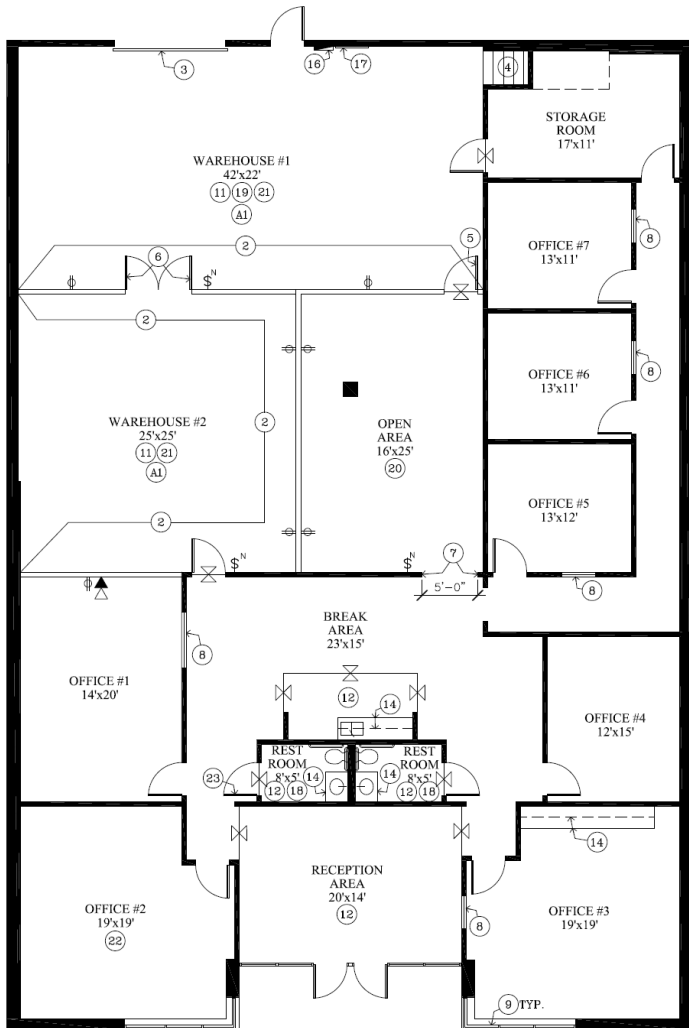 16
17
3
4
STORAGE
ROOM
17'x11'
WAREHOUSE #1
42'x22'
11 19 21
A1
5
8
OFFICE #7
13'x11'
2
6
$N
2
8
OFFICE #6
13'x11'
WAREHOUSE #2
25'x25'
11 21
A1
2
OPEN
AREA
16'x25'
20
OFFICE #5
13'x12'
2
$N
$N
7
5'-0"
8
BREAK
AREA
23'x15'
8
OFFICE #1
14'x20'
12
14
OFFICE #4
12'x15'
REST
ROOM
8'x5'
14
12 18
REST
ROOM
8'x5'
14
12 18
23
14
RECEPTION
AREA
20'x14'
12
OFFICE #2
19'x19'
22
8
OFFICE #3
19'x19'
9 TYP.